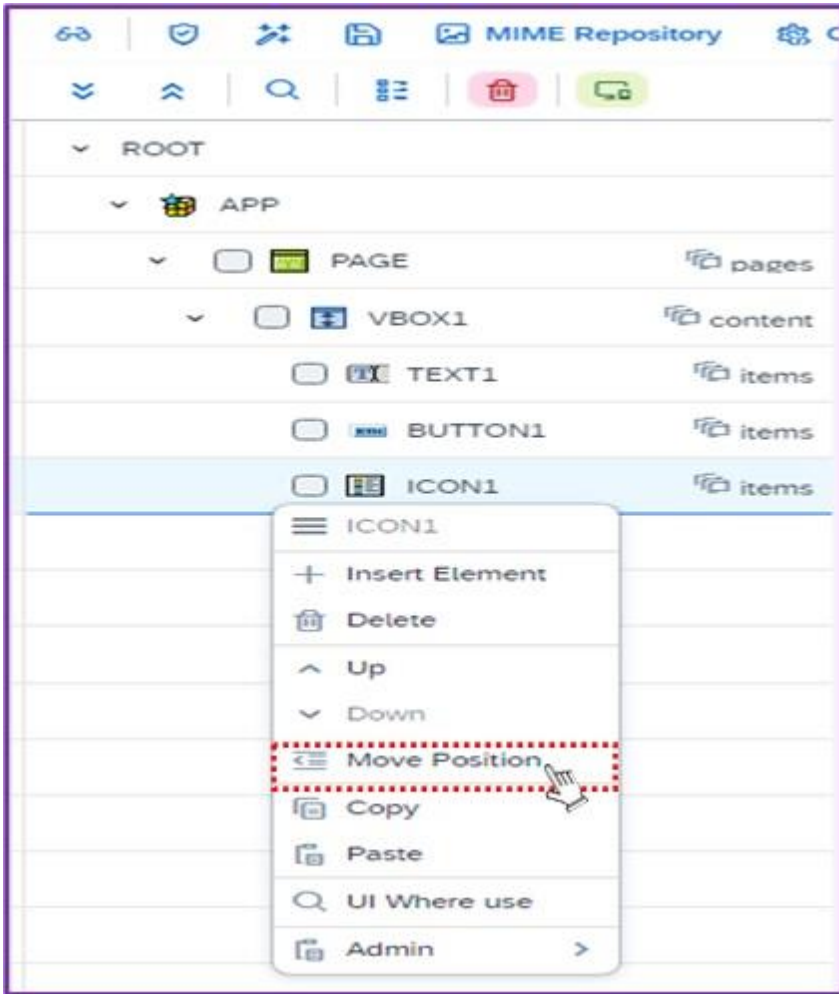 MIME Repository
ROOT
APP
PAGE pages
VBOX1 content
TEXT1 items
BUTTON1 items
ICON1 items
ICON1
Insert Element
Delete
Up
Down
Move Position
Copy
Paste
UI Where use
Admin